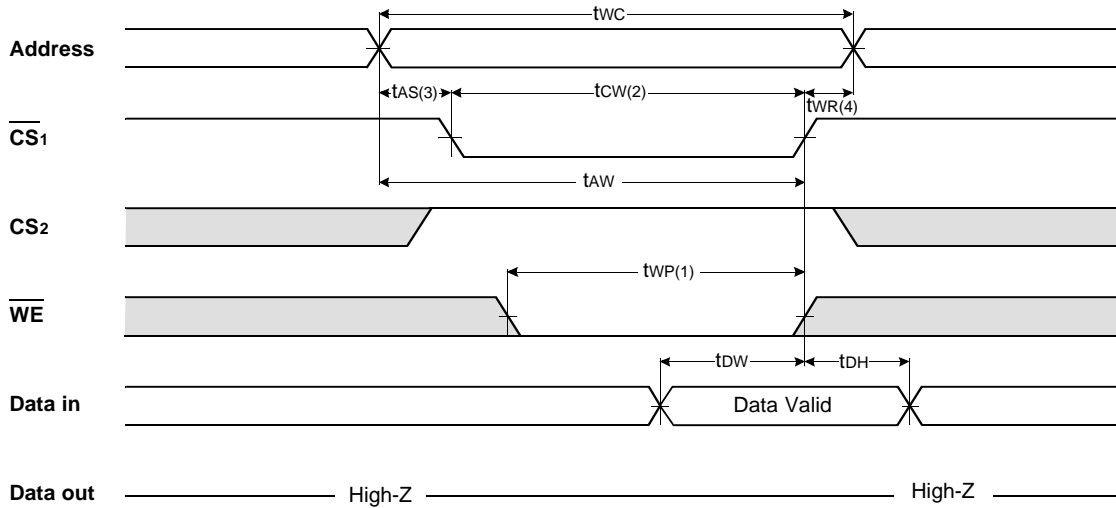 tWC
Address
tAS(3) tCW(2) tWR(4)
CS1
tAW
CS2
tWP(1)
WE
tDW tDH
Data in Data Valid
Data out High-Z High-Z